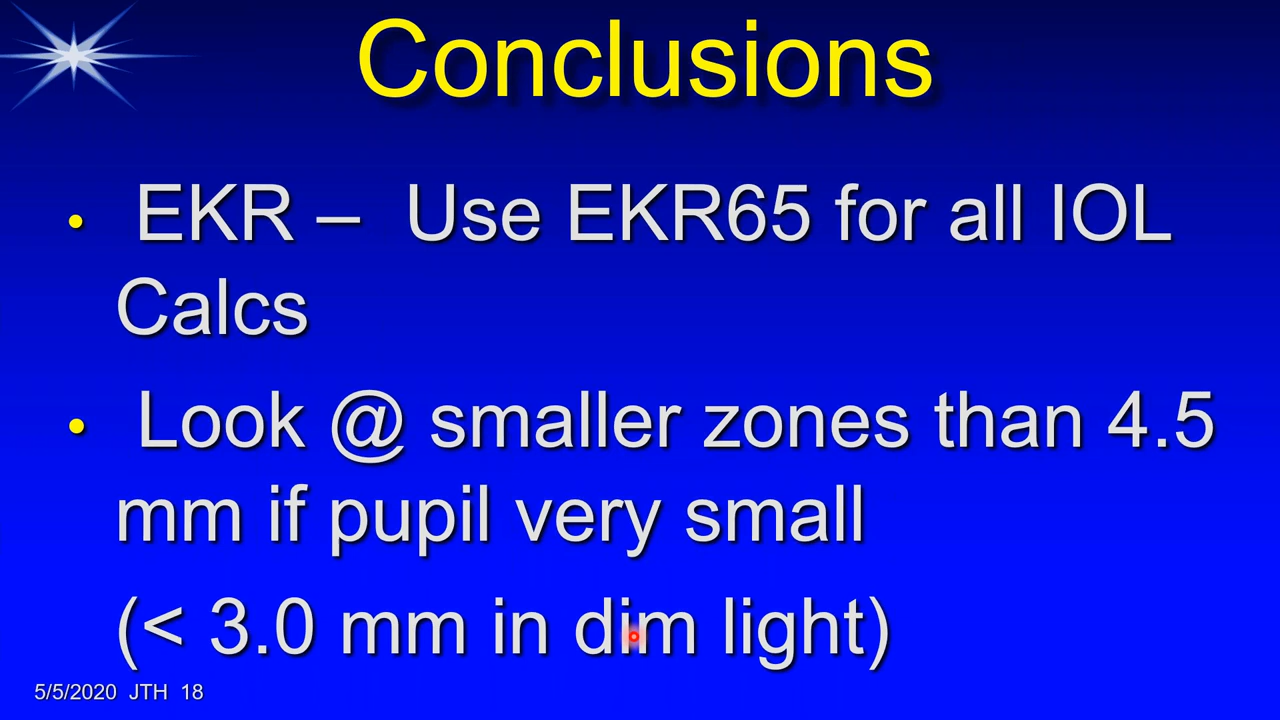 Conclusions
• EKR – Use EKR65 for all IOL
Calcs
• Look @ smaller zones than 4.5
mm if pupil very small
(< 3.0 mm in dim light)
5/5/2020 JTH 18